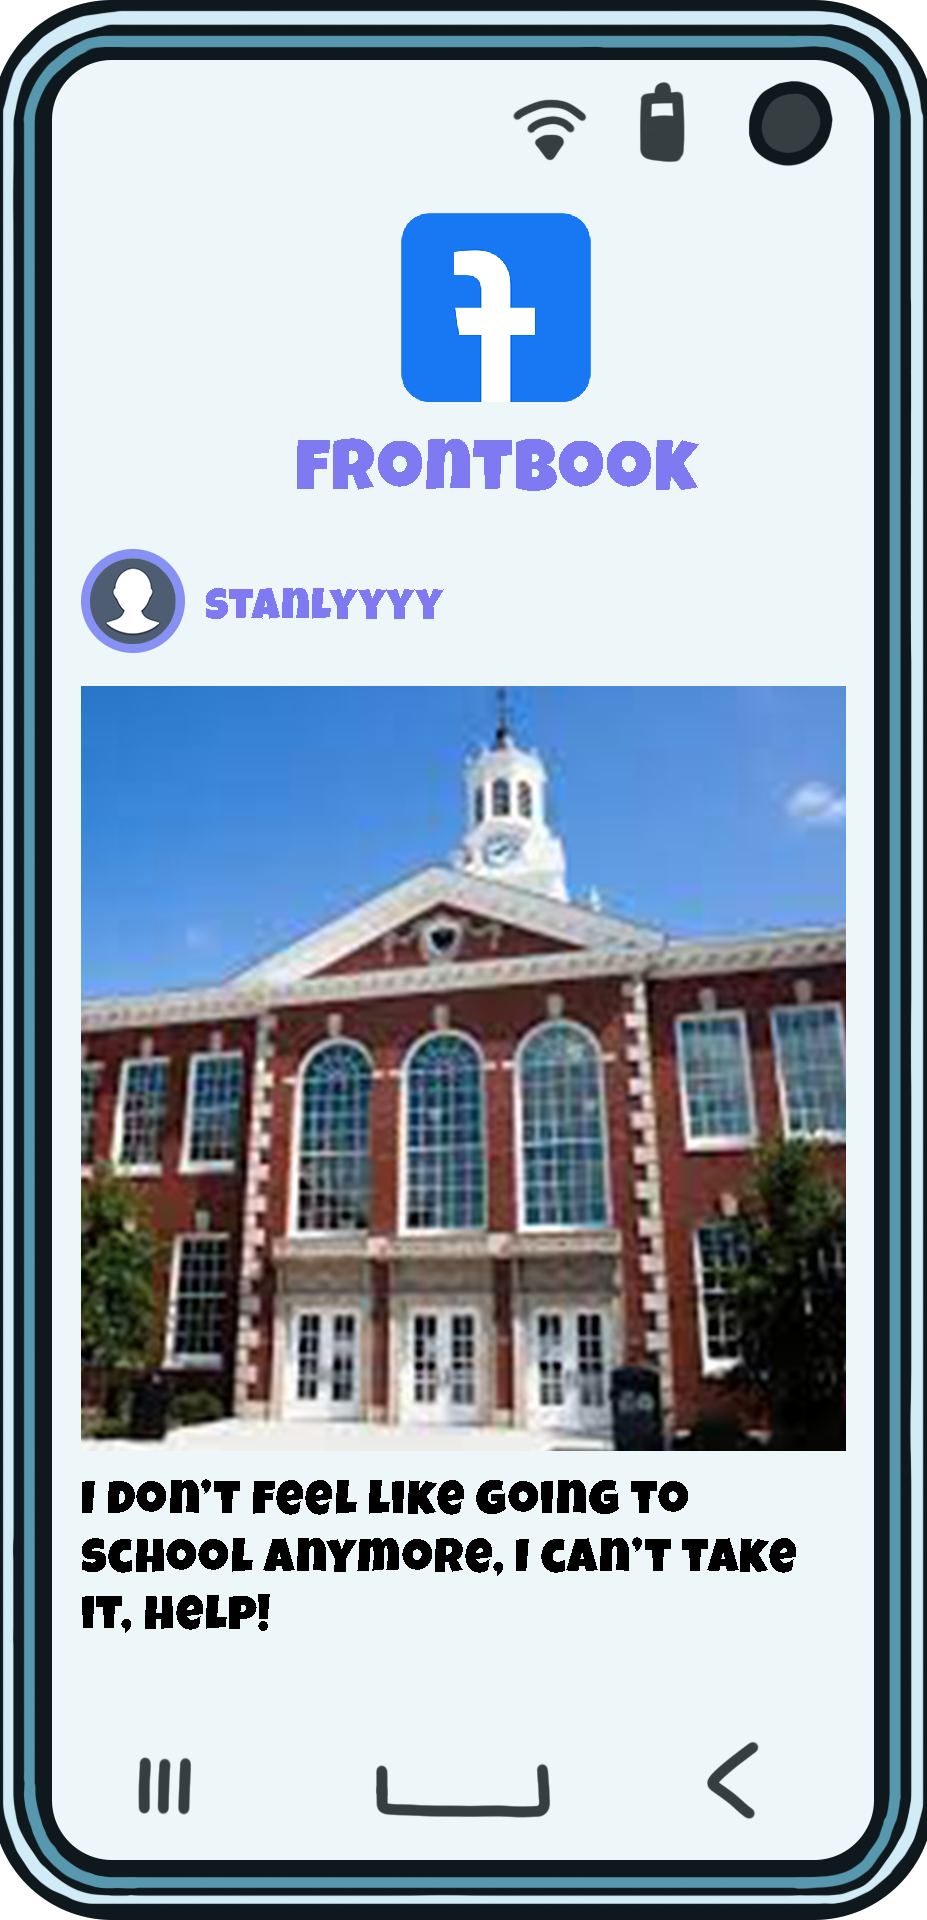 f
FRONTBOOK
STANLYYYY
I DON'T FEEL LIKE GOING TO
SCHOOL ANYMORE, I CAN'T TAKE
IT, HELP!